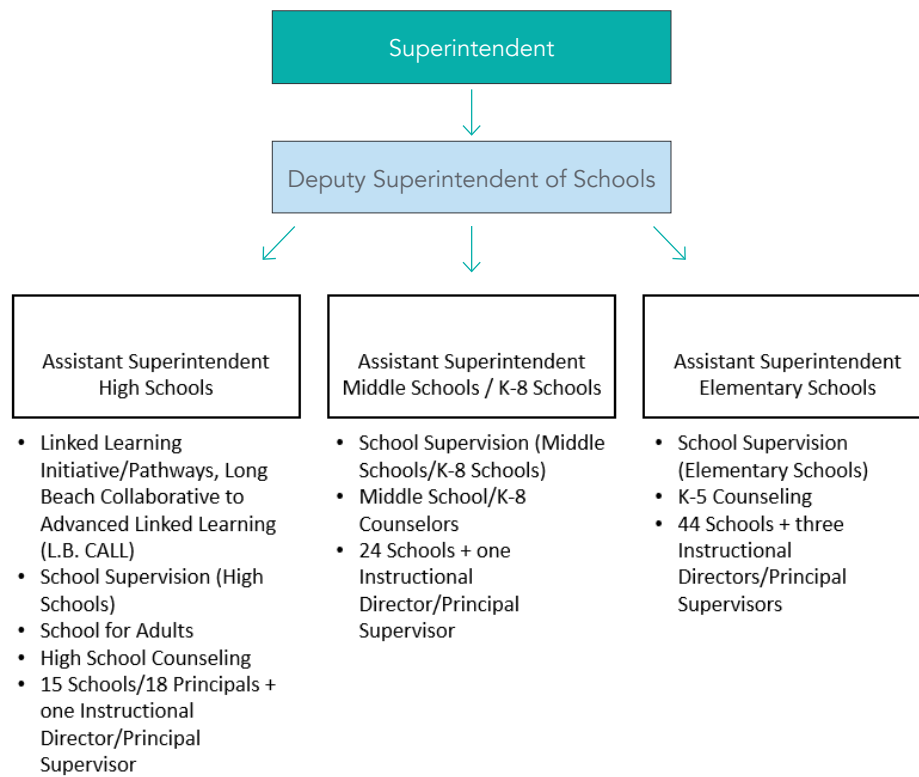 Superintendent
Deputy Superintendent of Schools
Assistant Superintendent
High Schools
• Linked Learning
Initiative/Pathways, Long
Beach Collaborative to
Advanced Linked Learning
(L.B. CALL)
• School Supervision (High
Schools)
• School for Adults
• High School Counseling
• 15 Schools/18 Principals +
one Instructional
Director/Principal
Supervisor
Assistant Superintendent
Middle Schools / K-8 Schools
• School Supervision (Middle
Schools/K-8 Schools)
• Middle School/K-8
Counselors
• 24 Schools + one
Instructional
Director/Principal
Supervisor
Assistant Superintendent
Elementary Schools
• School Supervision
(Elementary Schools)
• K-5 Counseling
• 44 Schools + three
Instructional
Directors/Principal
Supervisors